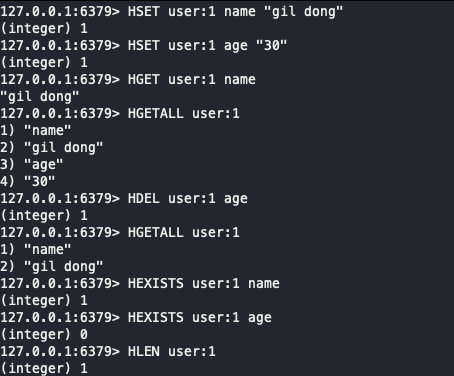 127.0.0.1:6379> HSET user:1 name "gil dong"
(integer) 1
127.0.0.1:6379> HSET user:1 age "30"
(integer) 1
127.0.0.1:6379> HGET user:1 name
"gil dong"
127.0.0.1:6379> HGETALL user:1
1) "name"
2) "gil dong"
3) "age"
4) "30"
127.0.0.1:6379> HDEL user:1 age
(integer) 1
127.0.0.1:6379> HGETALL user:1
1) "name"
2) "gil dong"
127.0.0.1:6379> HEXISTS user:1 name
(integer) 1
127.0.0.1:6379> HEXISTS user:1 age
(integer) 0
127.0.0.1:6379> HLEN user:1
(integer) 1